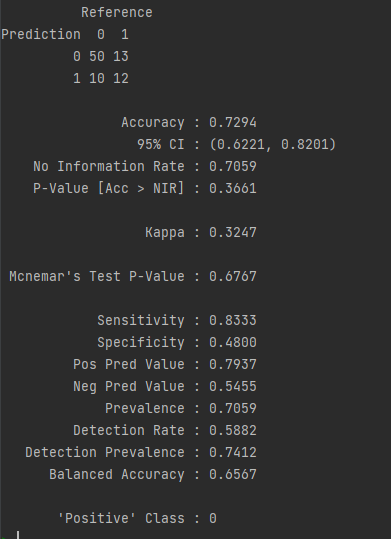 Reference
Prediction 0 1
0 50 13
1 10 12
Accuracy : 0.7294
95% CI : (0.6221, 0.8201)
No Information Rate : 0.7059
P-Value [Acc > NIR] : 0.3661
Kappa : 0.3247
Mcnemar's Test P-Value : 0.6767
Sensitivity : 0.8333
Specificity : 0.4800
Pos Pred Value : 0.7937
Neg Pred Value : 0.5455
Prevalence : 0.7059
Detection Rate : 0.5882
Detection Prevalence : 0.7412
Balanced Accuracy : 0.6567
'Positive' Class : 0